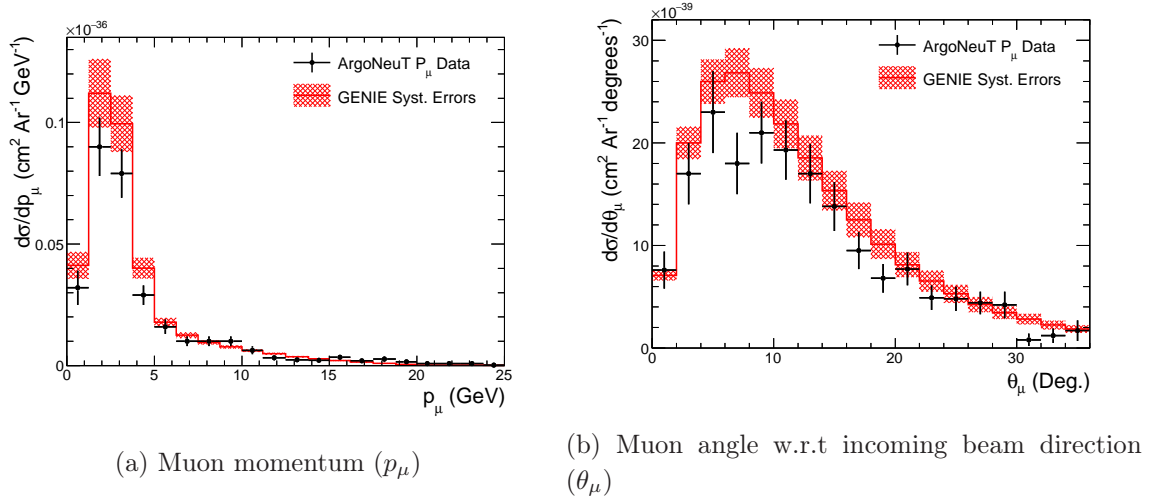 ×10⁻³⁶
dσ/dp_μ (cm² Ar⁻¹ GeV⁻¹)
ArgoNeuT P_μ Data
GENIE Syst. Errors
0.1
0.05
0
0 5 10 15 20 25
p_μ (GeV)
(a) Muon momentum (p_μ)
×10⁻³⁹
dσ/dθ_μ (cm² Ar⁻¹ degrees⁻¹)
ArgoNeuT P_μ Data
GENIE Syst. Errors
30
20
10
0
0 10 20 30
θ_μ (Deg.)
(b) Muon angle w.r.t incoming beam direction
(θ_μ)